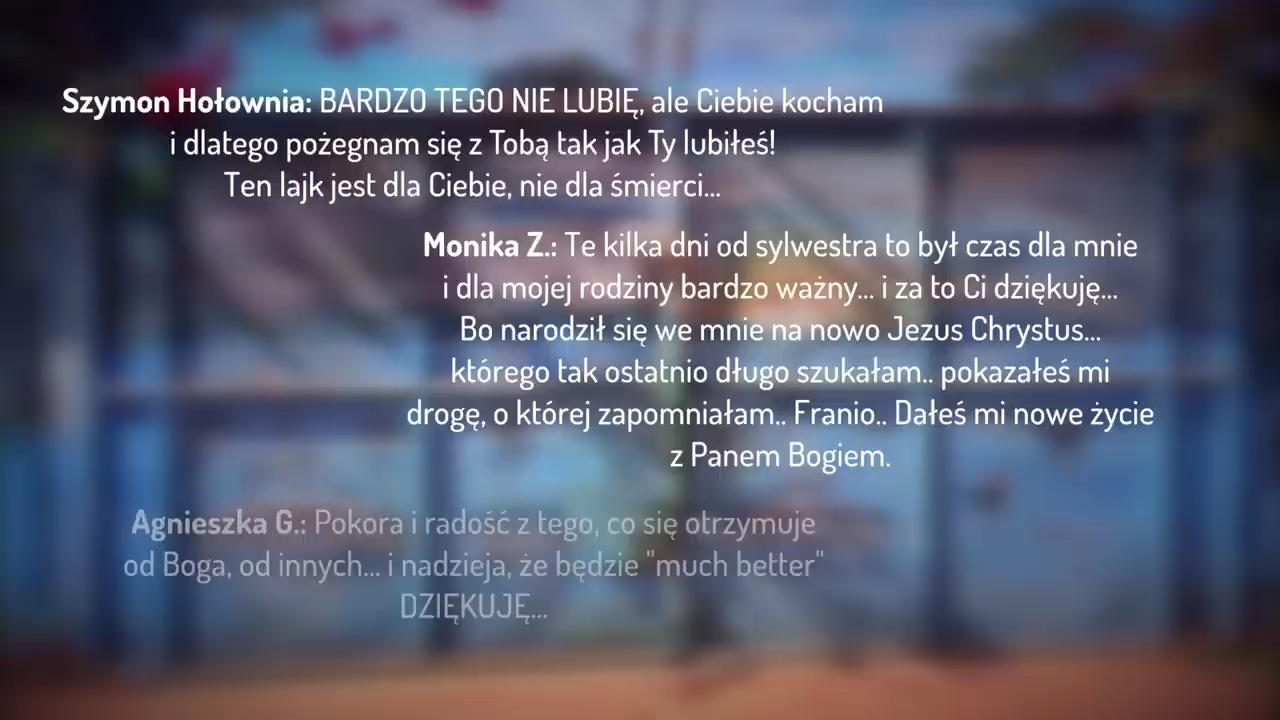 Szymon Hołownia: BARDZO TEGO NIE LUBIĘ, ale Ciebie kocham
i dlatego pożegnam się z Tobą tak jak Ty lubiłeś!
Ten lajk jest dla Ciebie, nie dla śmierci...
Monika Z.: Te kilka dni od sylwestra to był czas dla mnie
i dla mojej rodziny bardzo ważny... i za to Ci dziękuję...
Bo narodził się we mnie na nowo Jezus Chrystus...
którego tak ostatnio długo szukałam.. pokazałeś mi
drogę, o której zapomniałam.. Franio.. Dałeś mi nowe życie
z Panem Bogiem.
Agnieszka G.: Pokora i radość z tego, co się otrzymuje
od Boga, od innych... i nadzieja, że będzie "much better"
DZIĘKUJĘ...